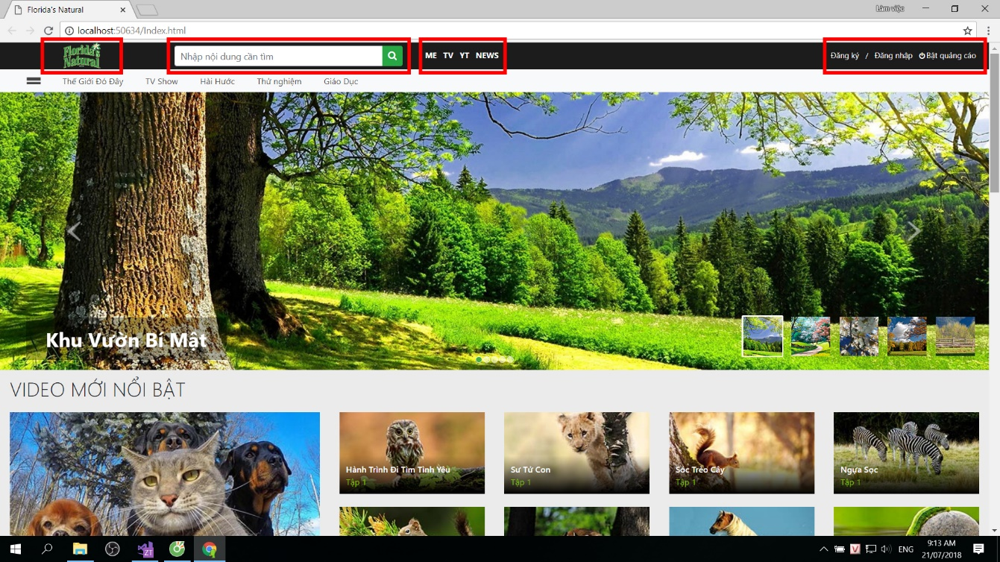 Florida's Natural
Làm việc
localhost:50634/Index.html
Florida's
Natural
Nhập nội dung cần tìm
ME TV YT NEWS
Đăng ký / Đăng nhập Bật quảng cáo
Thế Giới Đó Đây TV Show Hài Hước Thử nghiệm Giáo Dục
Khu Vườn Bí Mật
VIDEO MỚI NỔI BẬT
Hành Trình Đi Tìm Tình Yêu
Tập 1
Sư Tử Con
Tập 1
Sóc Trèo Cây
Tập 1
Ngựa Sọc
Tập 1
ZT
V
ENG
9:13 AM
21/07/2018